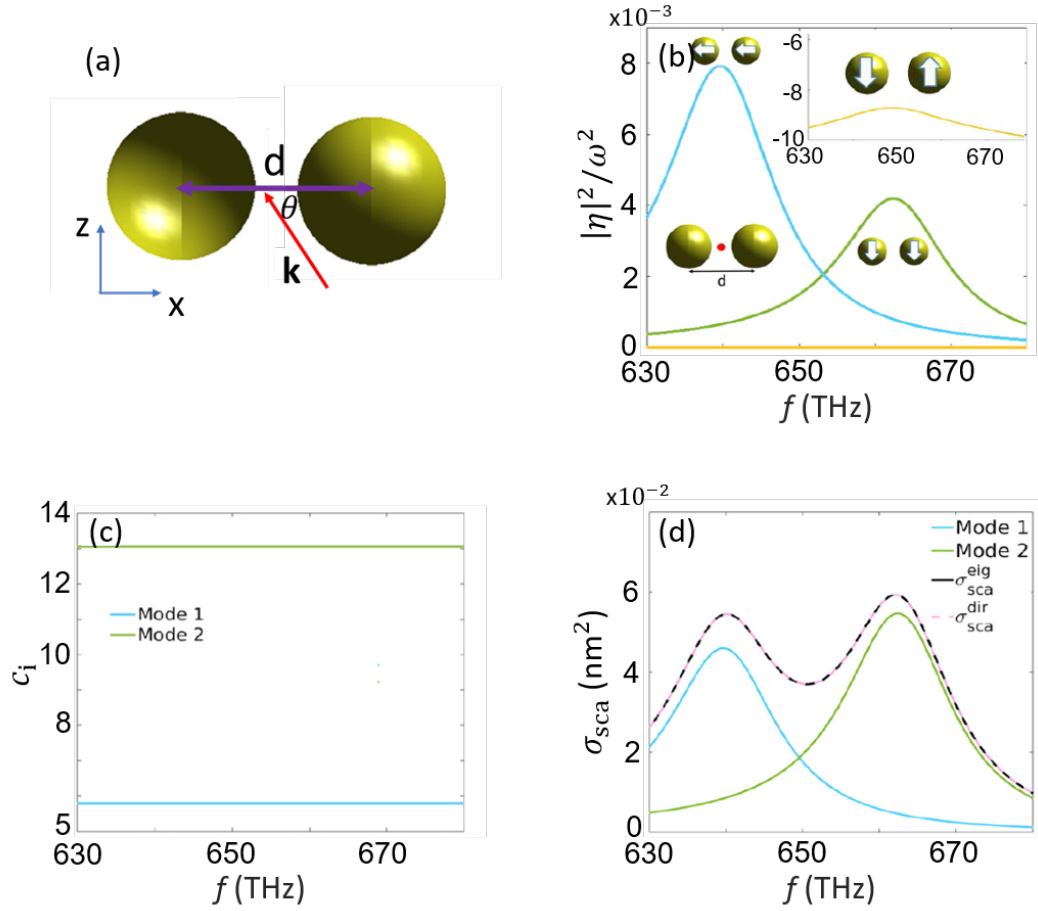 (a)
d
θ
k
z
x
x10⁻³
(b)
|η|²/ω²
8
6
4
2
0
630
650
670
f (THz)
d
-6
-8
-10
630
650
670
(c)
cᵢ
14
12
10
8
5
Mode 1
Mode 2
630
650
670
f (THz)
x10⁻²
(d)
σsca (nm²)
6
4
2
0
Mode 1
Mode 2
σ^eig_sca
σ^dir_sca
630
650
670
f (THz)